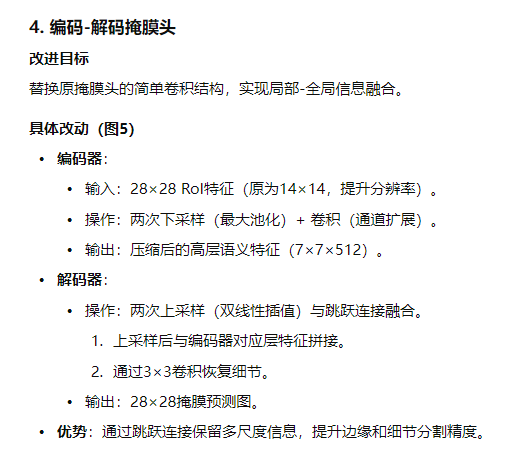 4. 编码-解码掩膜头
改进目标
替换原掩膜头的简单卷积结构，实现局部-全局信息融合。
具体改动（图5）
• 编码器：
• 输入：28×28 RoI特征（原为14×14，提升分辨率）。
• 操作：两次下采样（最大池化）+ 卷积（通道扩展）。
• 输出：压缩后的高层语义特征（7×7×512）。
• 解码器：
• 操作：两次上采样（双线性插值）与跳跃连接融合。
1. 上采样后与编码器对应层特征拼接。
2. 通过3×3卷积恢复细节。
• 输出：28×28掩膜预测图。
• 优势：通过跳跃连接保留多尺度信息，提升边缘和细节分割精度。